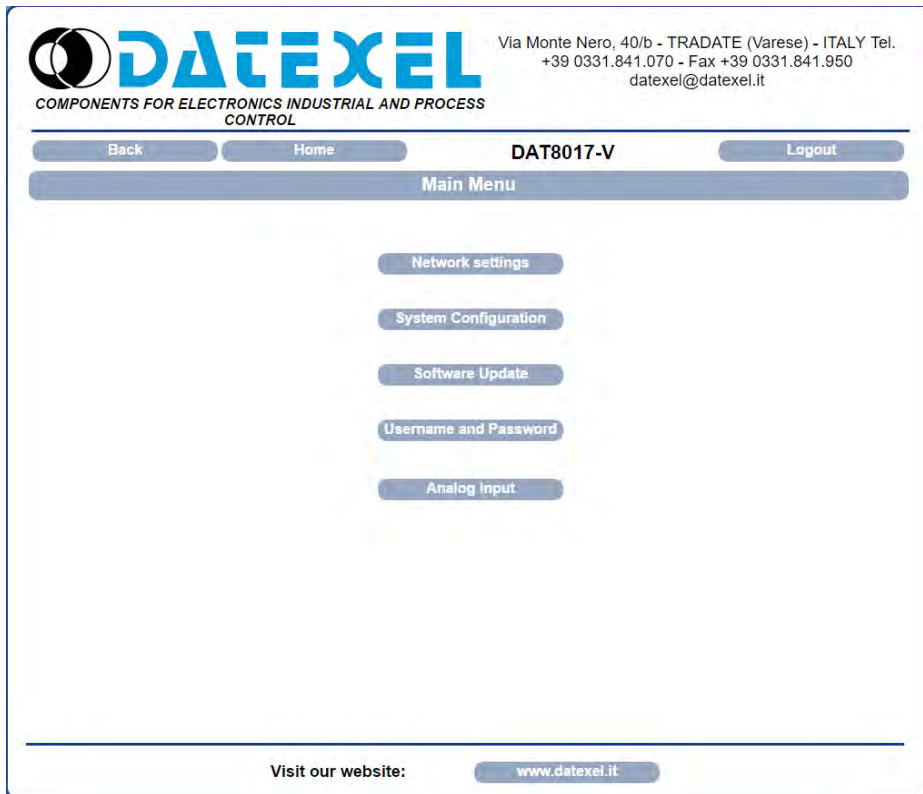 DATEXEL
COMPONENTS FOR ELECTRONICS INDUSTRIAL AND PROCESS
CONTROL
Via Monte Nero, 40/b - TRADATE (Varese) - ITALY Tel.
+39 0331.841.070 - Fax +39 0331.841.950
datexel@datexel.it
Back Home DAT8017-V Logout
Main Menu
Network settings
System Configuration
Software Update
Username and Password
Analog Input
Visit our website: www.datexel.it